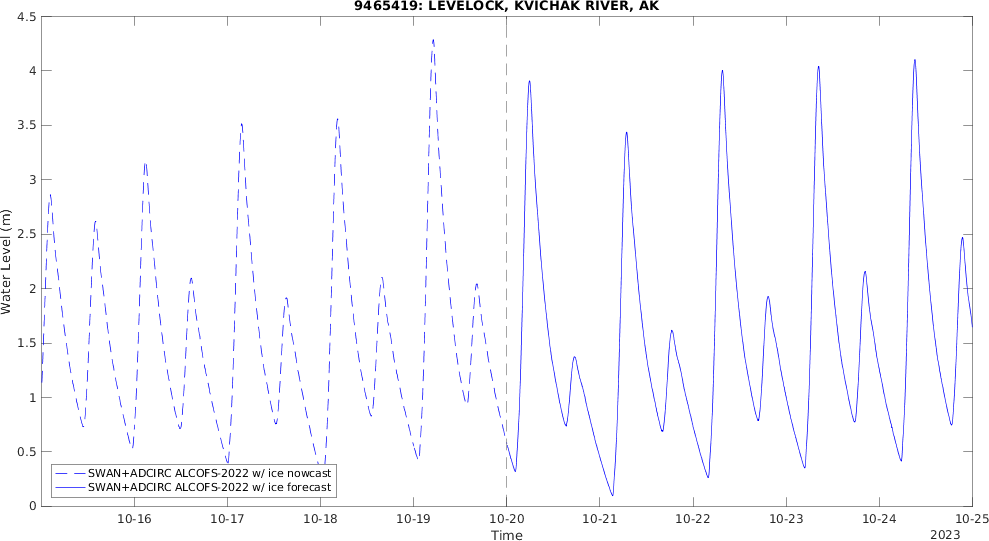 9465419: LEVELOCK, KVICHAK RIVER, AK
4.5
4
3.5
3
2.5
2
1.5
1
0.5
0
Water Level (m)
SWAN+ADCIRC ALCOFS-2022 w/ ice nowcast
SWAN+ADCIRC ALCOFS-2022 w/ ice forecast
10-16 10-17 10-18 10-19 10-20 10-21 10-22 10-23 10-24 10-25
Time
2023